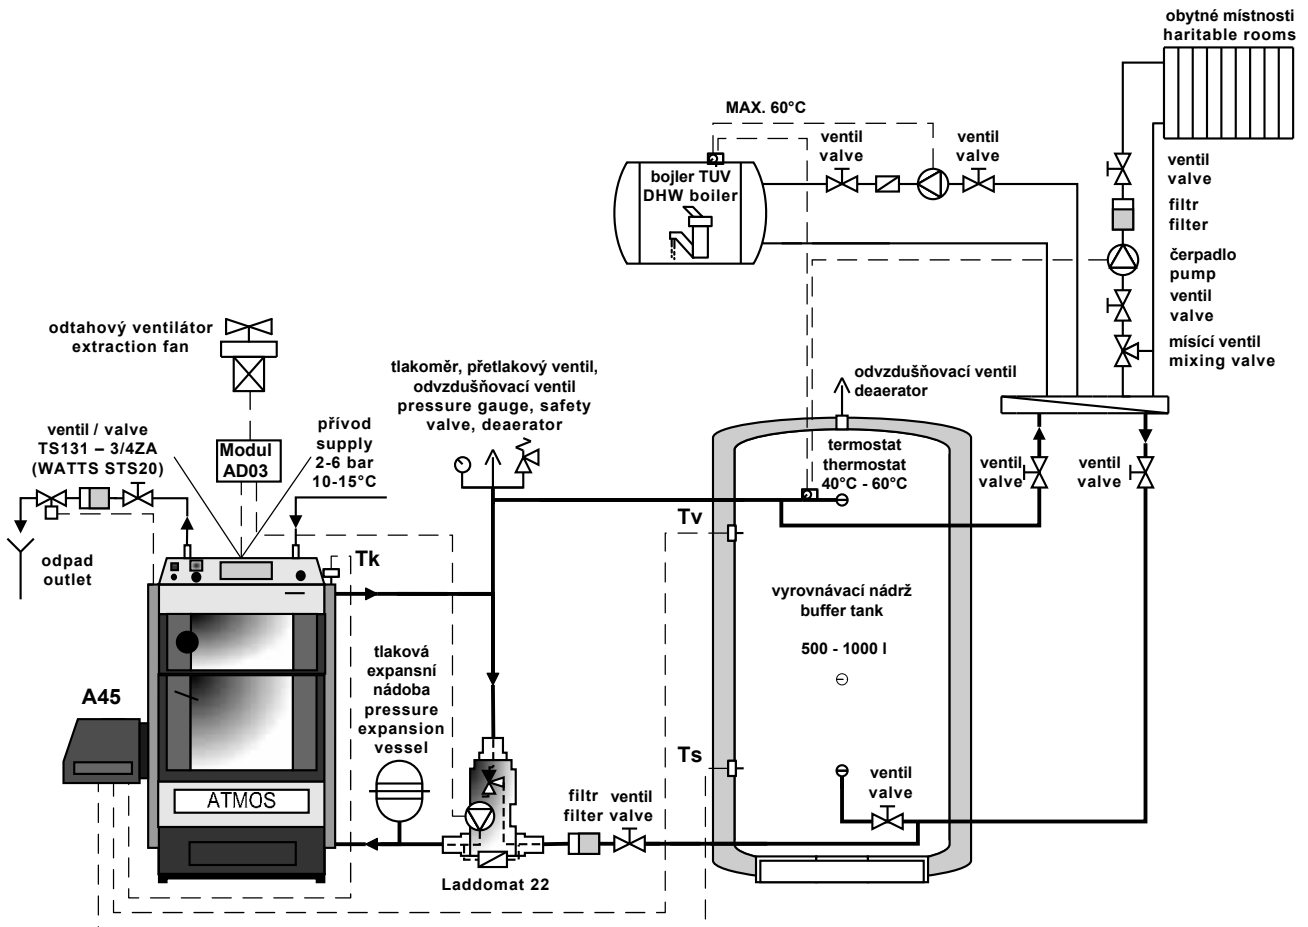 obytné místnosti
haritable rooms
MAX. 60°C
ventil
valve
ventil
valve
bojler TUV
DHW boiler
ventil
valve
filtr
filter
čerpadlo
pump
ventil
valve
mísící ventil
mixing valve
odtahový ventilátor
extraction fan
tlakoměr, přetlakový ventil,
odvzdušňovací ventil
pressure gauge, safety
valve, deaerator
odvzdušňovací ventil
deaerator
ventil / valve
TS131 – 3/4ZA
(WATTS STS20)
Modul
AD03
přívod
supply
2-6 bar
10-15°C
termostat
thermostat
40°C - 60°C
ventil
valve
ventil
valve
odpad
outlet
Tk
Tv
vyrovnávací nádrž
buffer tank
500 - 1000 l
tlaková
expansní
nádoba
pressure
expansion
vessel
A45
Ts
ATMOS
filtr
filter
ventil
valve
ventil
valve
Laddomat 22